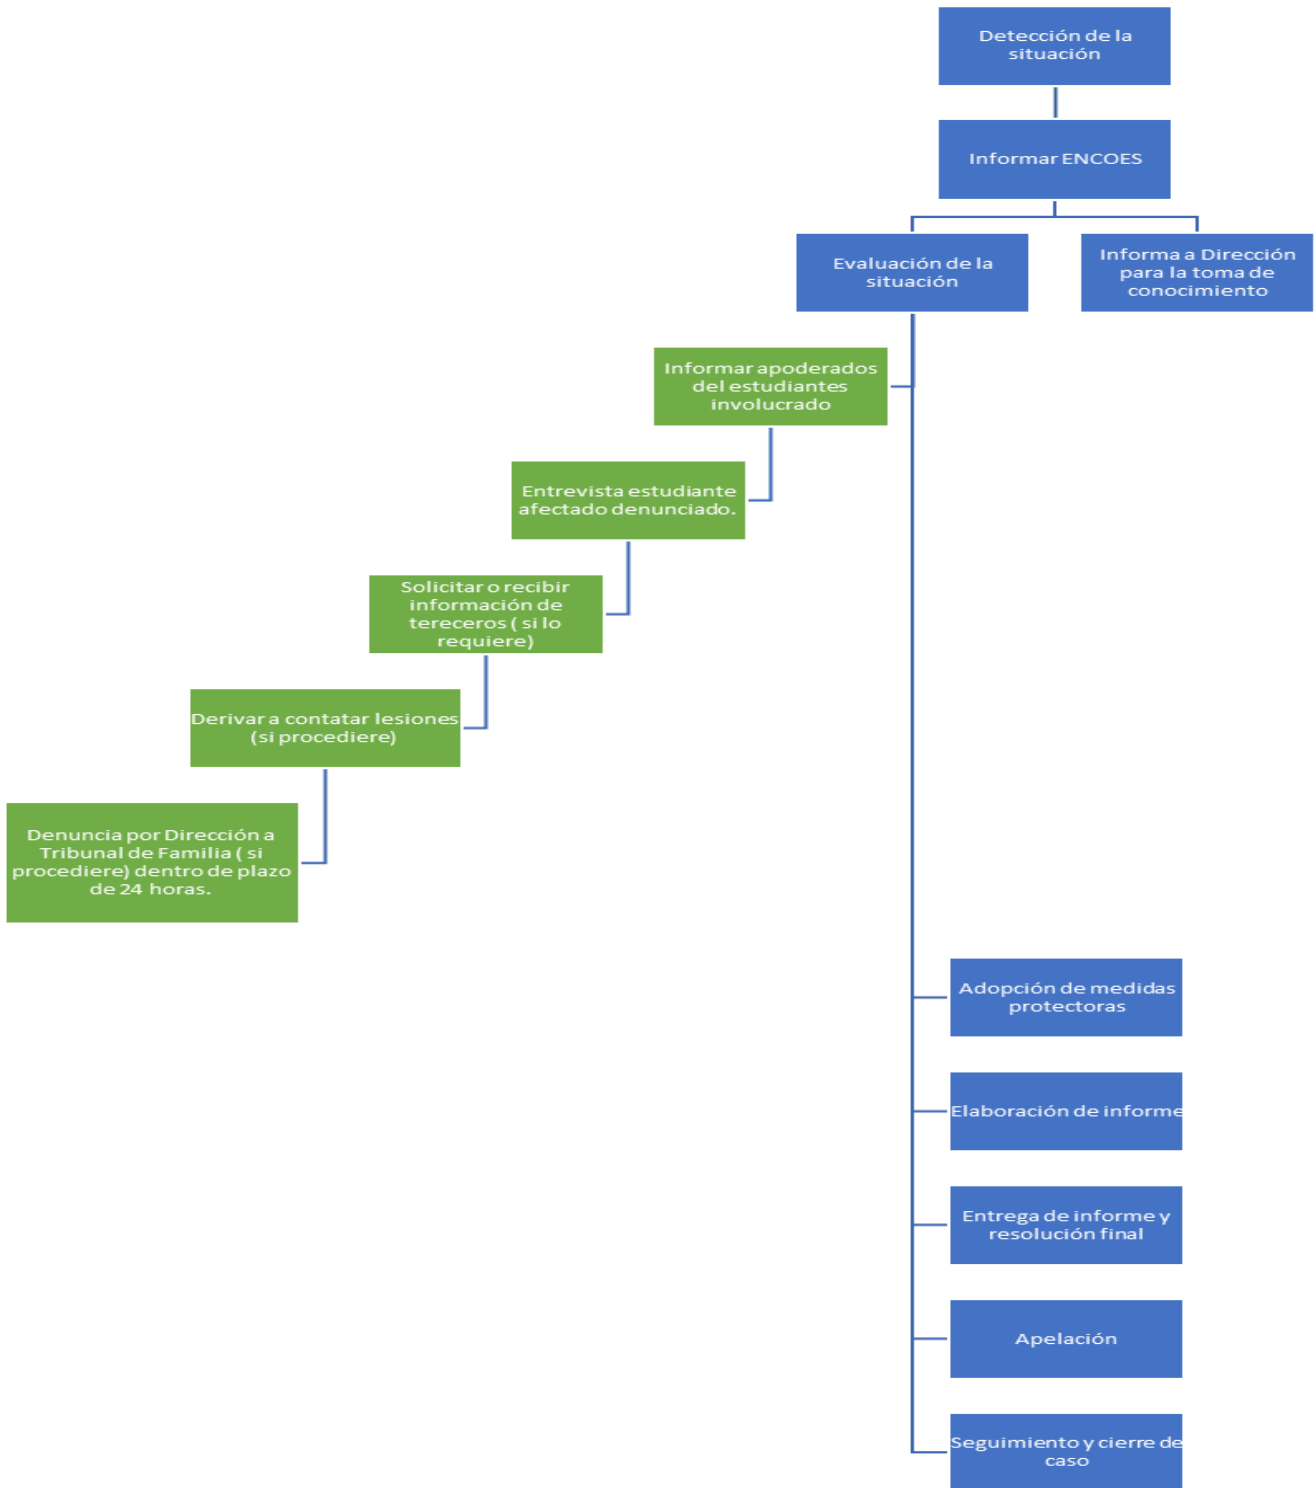 Detección de la
situación
Informar ENCOES
Evaluación de la
situación
Informa a Dirección
para la toma de
conocimiento
Informar apoderados
del estudiantes
involucrado
Entrevista estudiante
afectado denunciado.
Solicitar o recibir
información de
tereceros ( si lo
requiere)
Derivar a contatar lesiones
(si procediere)
Denuncia por Dirección a
Tribunal de Familia ( si
procediere) dentro de plazo
de 24 horas.
Adopción de medidas
protectoras
Elaboración de informe
Entrega de informe y
resolución final
Apelación
Seguimiento y cierre de
caso